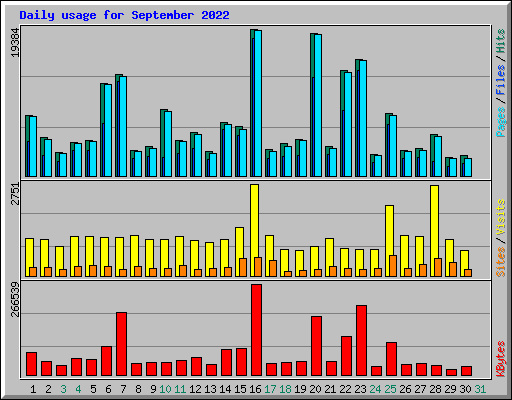 Daily usage for September 2022
19384
Pages / Files / Hits
2751
Sites / Visits
266539
KBytes
1 2 3 4 5 6 7 8 9 10 11 12 13 14 15 16 17 18 19 20 21 22 23 24 25 26 27 28 29 30 31